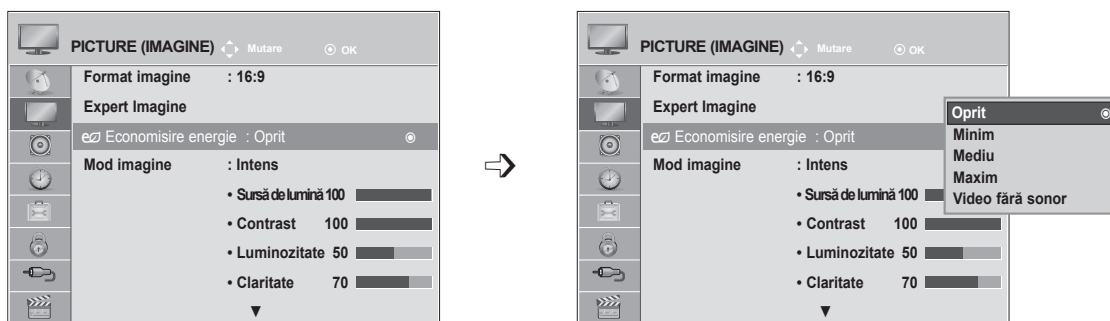 PICTURE (IMAGINE) Mutare OK
Format imagine : 16:9
Expert Imagine
Economisire energie : Oprit
Mod imagine : Intens
• Sursă de lumină 100
• Contrast 100
• Luminozitate 50
• Claritate 70
PICTURE (IMAGINE) Mutare OK
Format imagine : 16:9
Expert Imagine
Economisire energie : Oprit
Mod imagine : Intens
• Sursă de lumină 100
• Contrast 100
• Luminozitate 50
• Claritate 70
Oprit
Minim
Mediu
Maxim
Video fără sonor